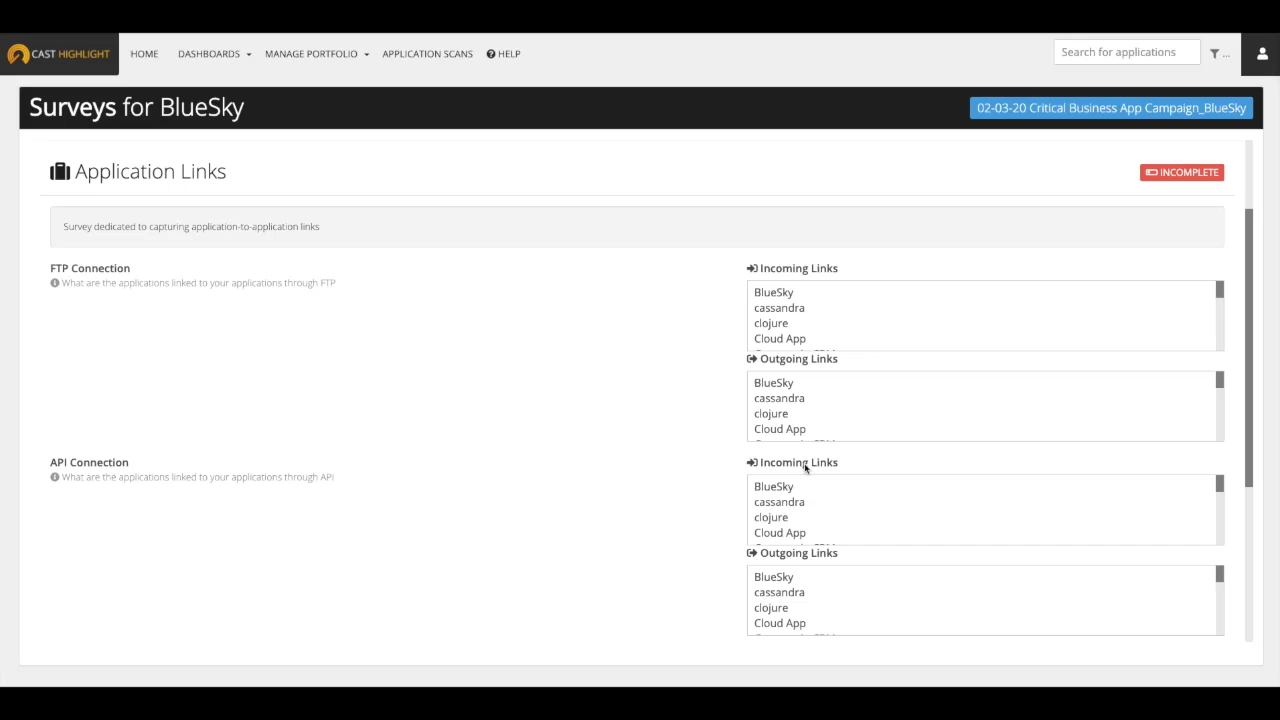 CAST HIGHLIGHT
HOME
DASHBOARDS
MANAGE PORTFOLIO
APPLICATION SCANS
HELP
Search for applications
...
Surveys for BlueSky
02-03-20 Critical Business App Campaign_BlueSky
Application Links
INCOMPLETE
Survey dedicated to capturing application-to-application links
FTP Connection
What are the applications linked to your applications through FTP
Incoming Links
BlueSky
cassandra
clojure
Cloud App
Outgoing Links
BlueSky
cassandra
clojure
Cloud App
API Connection
What are the applications linked to your applications through API
Incoming Links
BlueSky
cassandra
clojure
Cloud App
Outgoing Links
BlueSky
cassandra
clojure
Cloud App